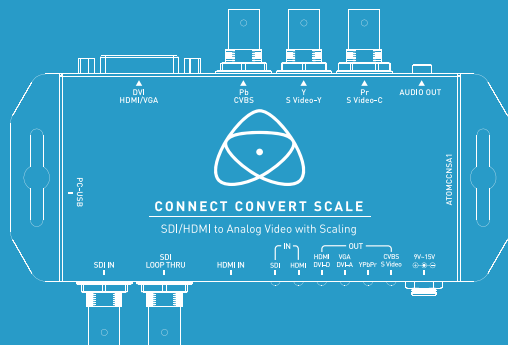 DVI
HDMI/VGA
Pb
CVBS
Y
S Video-Y
Pr
S Video-C
AUDIO OUT
PC-USB
ATOMCCNSA1
CONNECT CONVERT SCALE
SDI/HDMI to Analog Video with Scaling
SDI IN
SDI
LOOP THRU
HDMI IN
IN
SDI
HDMI
OUT
HDMI
DVI-D
VGA
DVI-A
YPbPr
CVBS
S Video
9V-15V